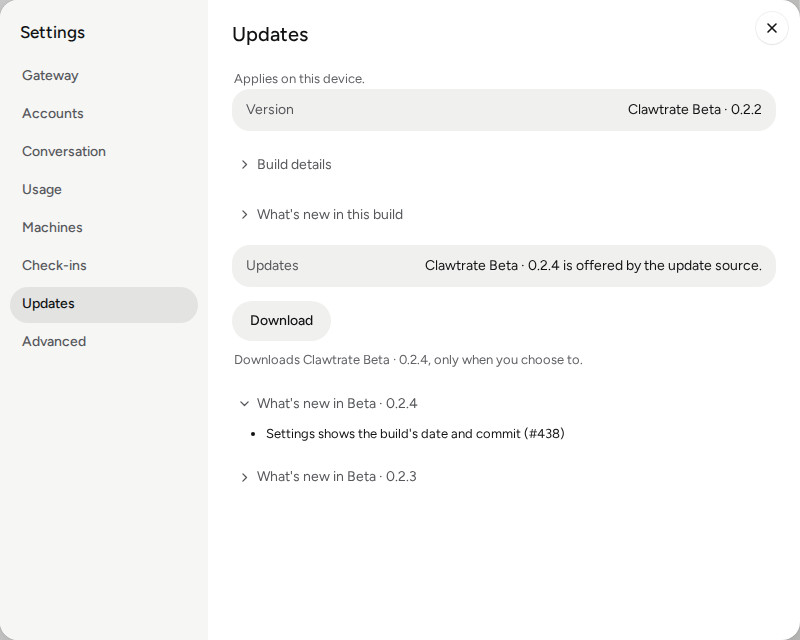 Settings
Gateway
Accounts
Conversation
Usage
Machines
Check-ins
Updates
Advanced
Updates
Applies on this device.
Version Clawtrate Beta · 0.2.2
Build details
What's new in this build
Updates Clawtrate Beta · 0.2.4 is offered by the update source.
Download
Downloads Clawtrate Beta · 0.2.4, only when you choose to.
What's new in Beta · 0.2.4
• Settings shows the build's date and commit (#438)
What's new in Beta · 0.2.3